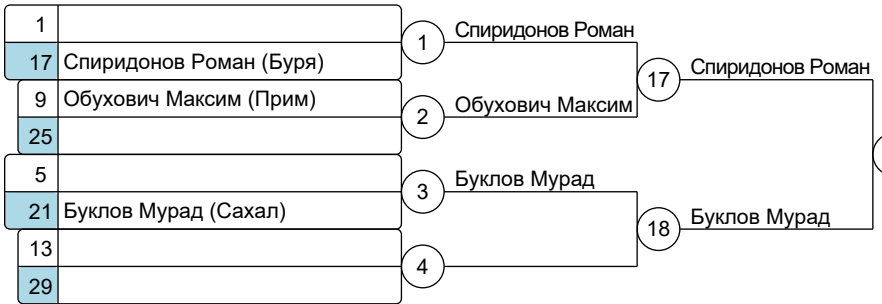 1
17 Спиридонов Роман (Буря)
9 Обухович Максим (Прим)
25
5
21 Буклов Мурад (Сахал)
13
29
1
2
3
4
Спиридонов Роман
Обухович Максим
Буклов Мурад
17
18
Спиридонов Роман
Буклов Мурад